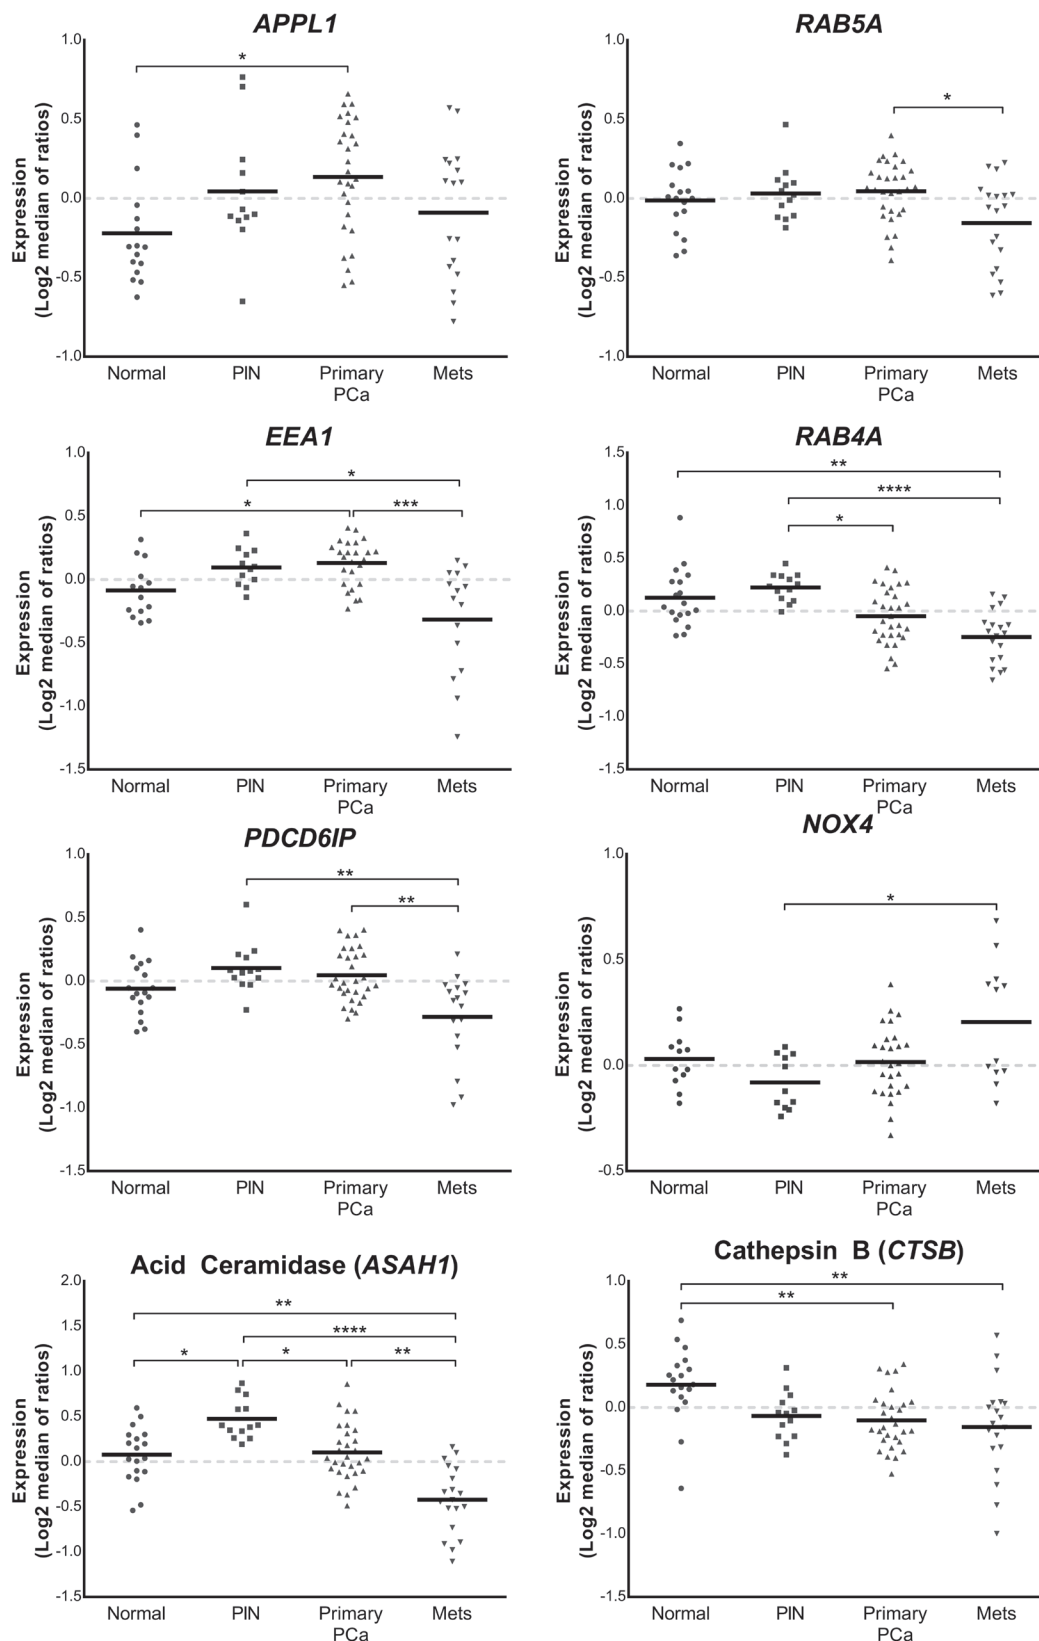 APPL1
Expression
(Log2 median of ratios)
1.0
0.5
0.0
-0.5
-1.0
*
Normal
PIN
Primary
PCa
Mets
RAB5A
Expression
(Log2 median of ratios)
1.0
0.5
0.0
-0.5
-1.0
*
Normal
PIN
Primary
PCa
Mets
EEA1
Expression
(Log2 median of ratios)
1.0
0.5
0.0
-0.5
-1.0
-1.5
*
*
***
Normal
PIN
Primary
PCa
Mets
RAB4A
Expression
(Log2 median of ratios)
1.5
1.0
0.5
0.0
-0.5
-1.0
-1.5
**
****
*
Normal
PIN
Primary
PCa
Mets
PDCD6IP
Expression
(Log2 median of ratios)
1.0
0.5
0.0
-0.5
-1.0
-1.5
**
**
Normal
PIN
Primary
PCa
Mets
NOX4
Expression
(Log2 median of ratios)
1.0
0.5
0.0
-0.5
*
Normal
PIN
Primary
PCa
Mets
Acid Ceramidase (ASAH1)
Expression
(Log2 median of ratios)
2.0
1.5
1.0
0.5
0.0
-0.5
-1.0
-1.5
**
****
*
*
**
Normal
PIN
Primary
PCa
Mets
Cathepsin B (CTSB)
Expression
(Log2 median of ratios)
1.0
0.5
0.0
-0.5
-1.0
-1.5
**
**
Normal
PIN
Primary
PCa
Mets